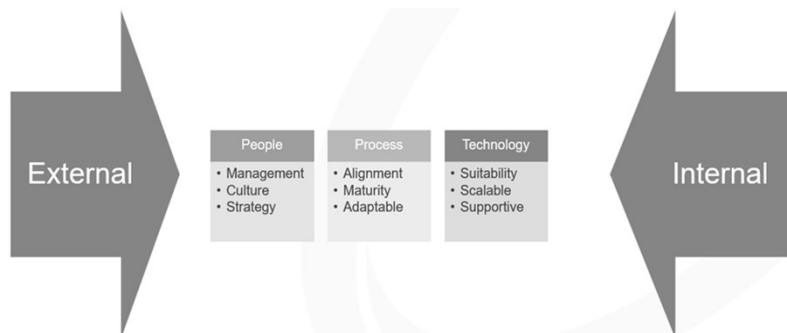 External
People
• Management
• Culture
• Strategy
Process
• Alignment
• Maturity
• Adaptable
Technology
• Suitability
• Scalable
• Supportive
Internal